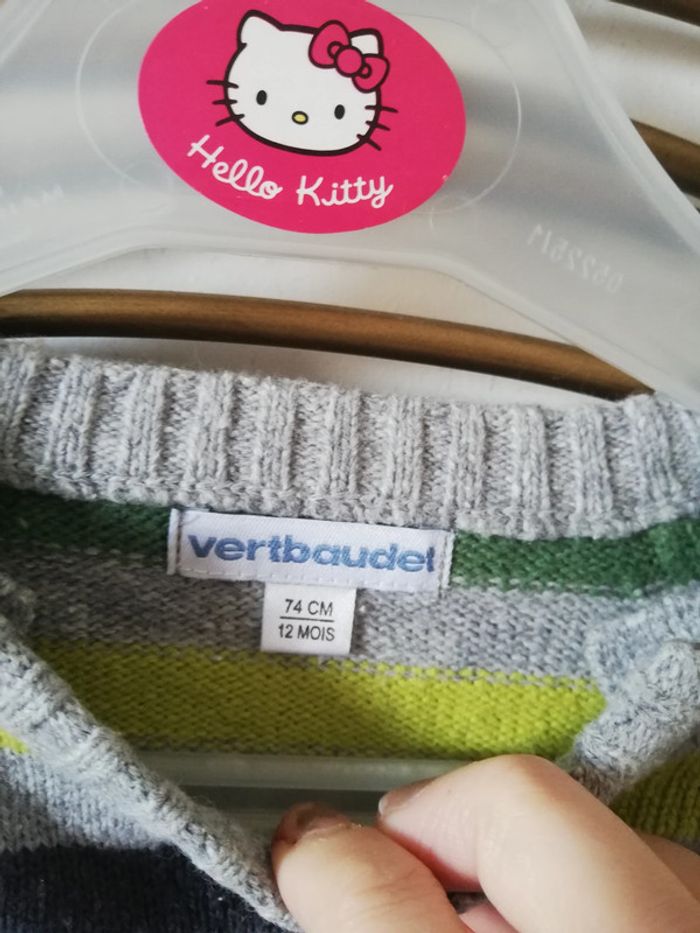 Hello Kitty
vertbaudet
74 CM
12 MOIS